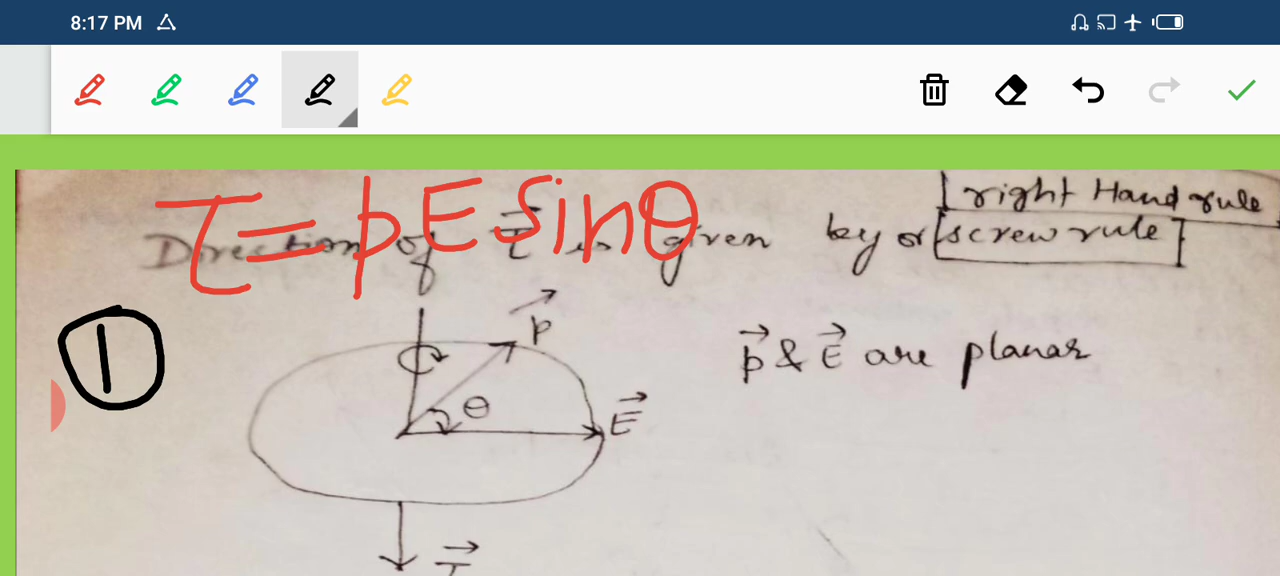 8:17 PM
τ = pE sinθ
Direction of τ⃗ is given by or right Hand rule
screw rule
1
p⃗
p⃗ & E⃗ are planar
θ
E⃗
τ⃗